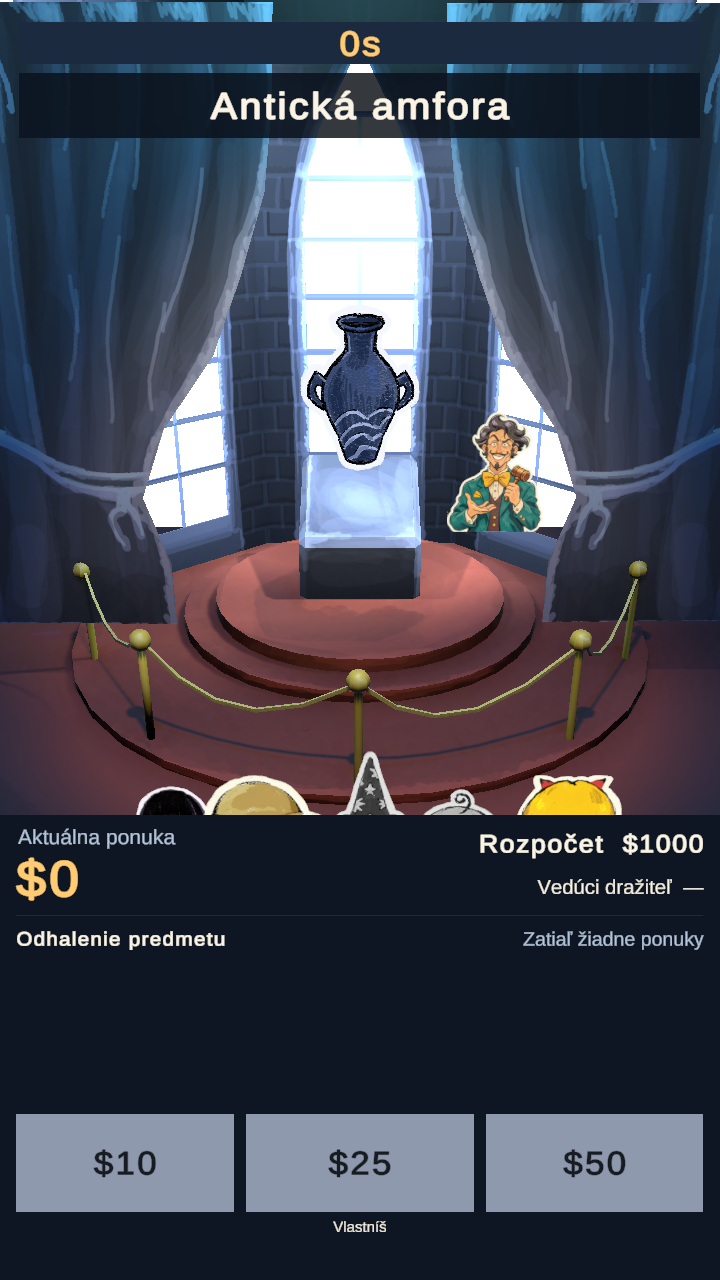 0s
Antická amfora
Aktuálna ponuka
$0
Rozpočet $1000
Vedúci dražiteľ —
Odhalenie predmetu
Zatiaľ žiadne ponuky
$10
$25
$50
Vlastníš